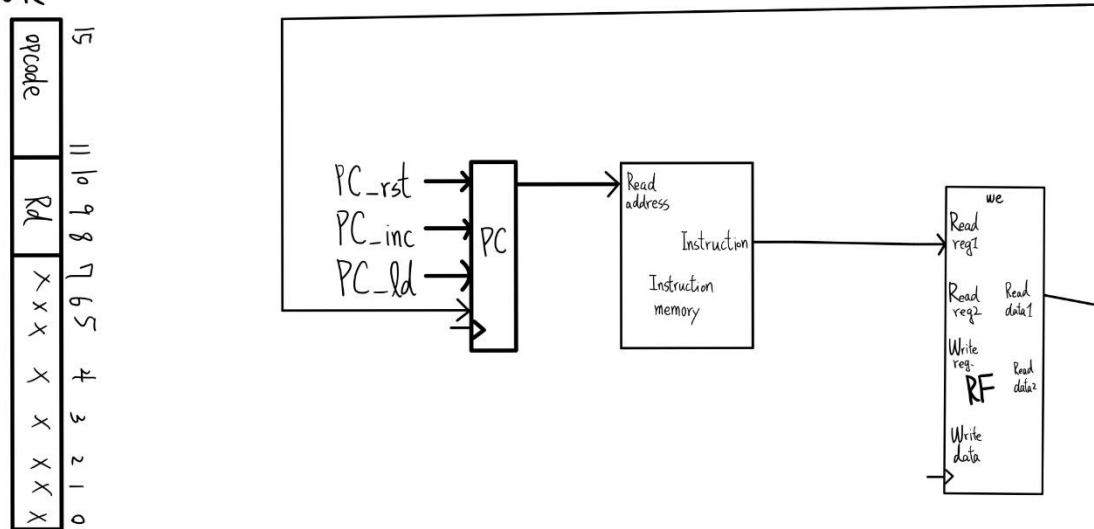 15 11 10 9 8 7 6 5 4 3 2 1 0
opcode Rd x x x x x x x x
PC_rst
PC_inc
PC_ld
PC
Read
address
Instruction
Instruction
memory
we
Read
reg1
Read
reg2
Read
data1
Write
reg.
RF
Read
data2
Write
data